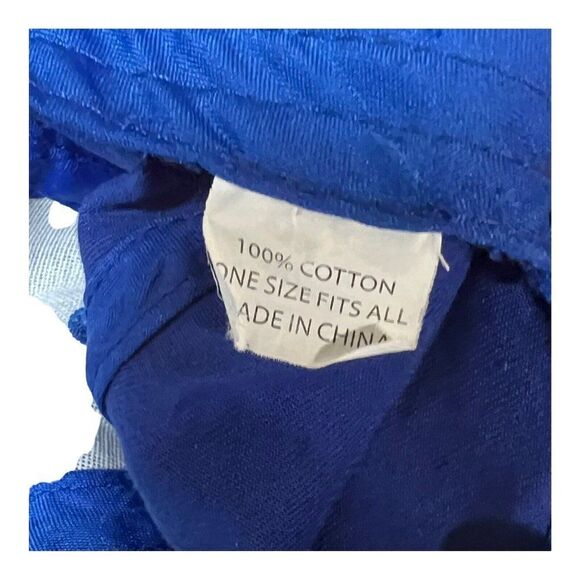 100% COTTON
ONE SIZE FITS ALL
ADE IN CHINA